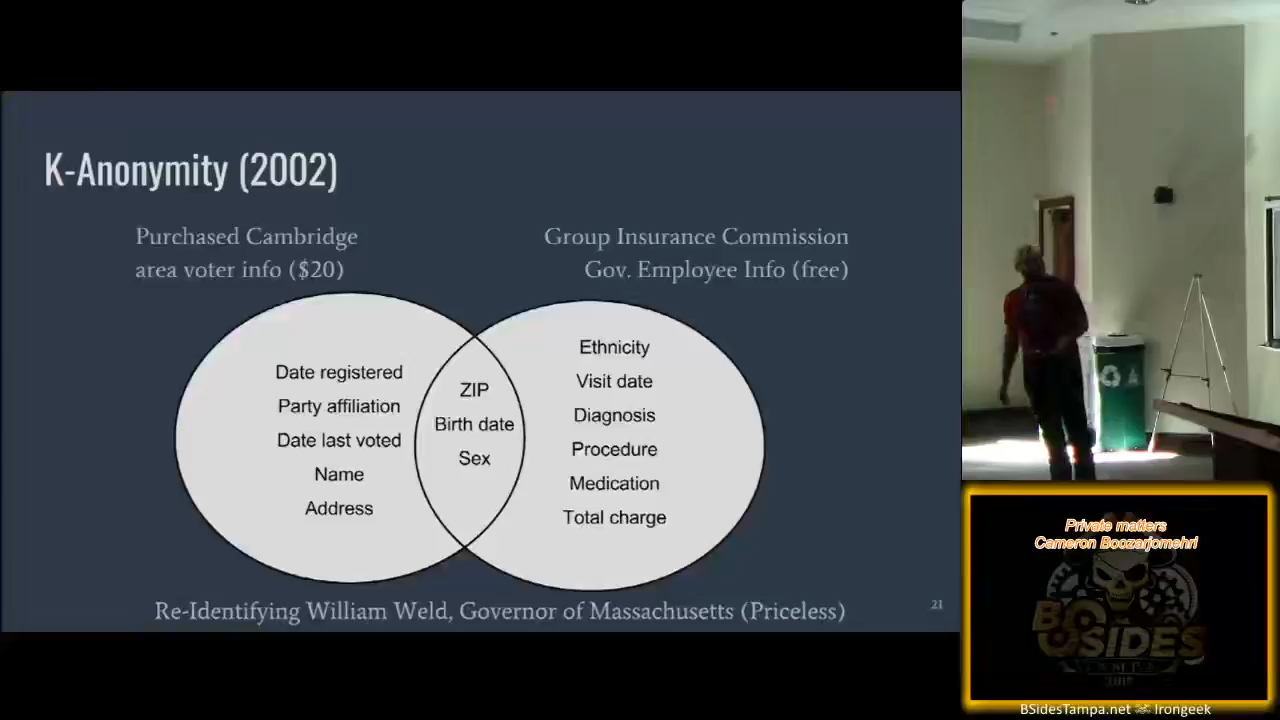 K-Anonymity (2002)
Purchased Cambridge
area voter info ($20)
Group Insurance Commission
Gov. Employee Info (free)
Date registered
Party affiliation
Date last voted
Name
Address
ZIP
Birth date
Sex
Ethnicity
Visit date
Diagnosis
Procedure
Medication
Total charge
Re-Identifying William Weld, Governor of Massachusetts (Priceless)
21
Private matters
Cameron Boozarjomehri
BSIDES
BSidesTampa.net
Irongeek